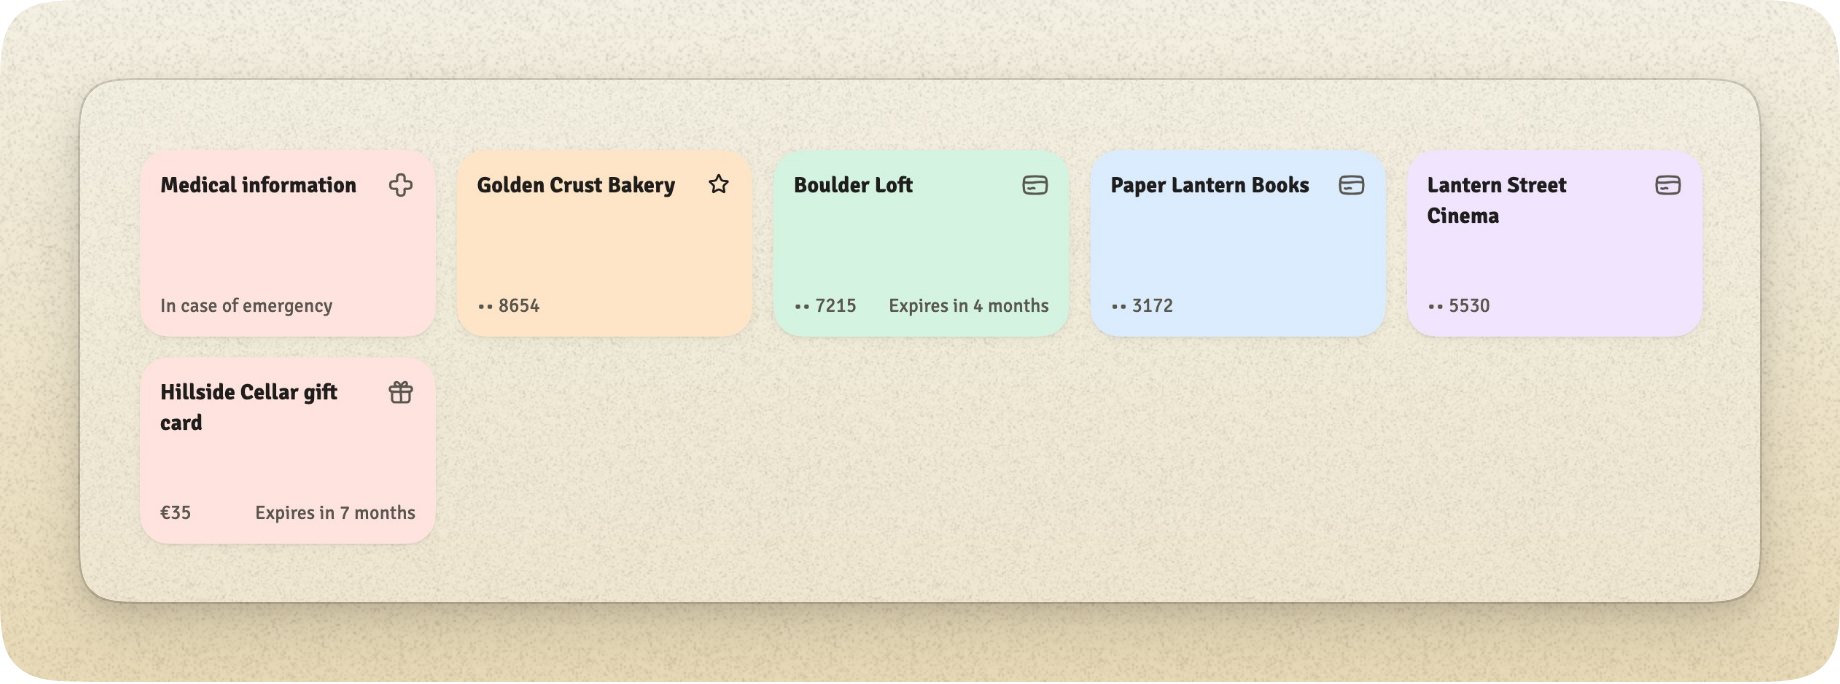 Medical information
In case of emergency
Golden Crust Bakery
•• 8654
Boulder Loft
•• 7215 Expires in 4 months
Paper Lantern Books
•• 3172
Lantern Street
Cinema
•• 5530
Hillside Cellar gift
card
€35 Expires in 7 months